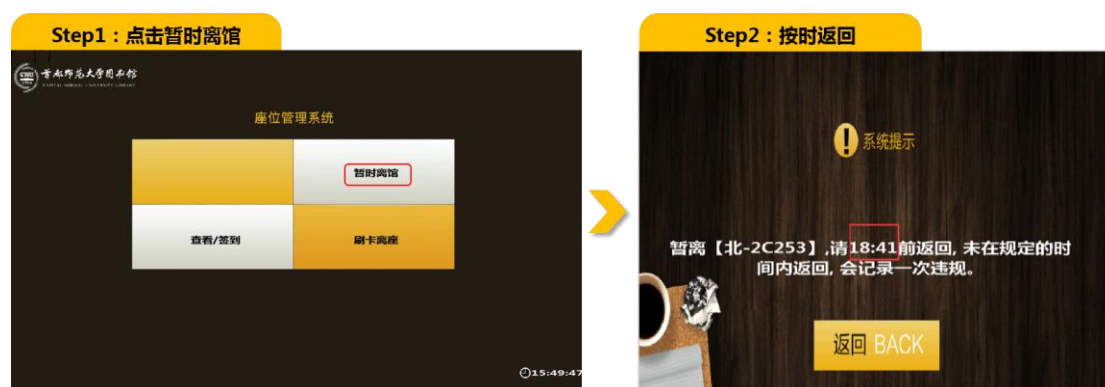 Step1：点击暂时离馆
首都师范大学图书馆
CAPITAL NORMAL UNIVERSITY LIBRARY
座位管理系统
暂时离馆
查看/签到
刷卡离座
15:49:47
Step2：按时返回
系统提示
暂离【北-2C253】,请18:41前返回, 未在规定的时
间内返回, 会记录一次违规。
返回 BACK